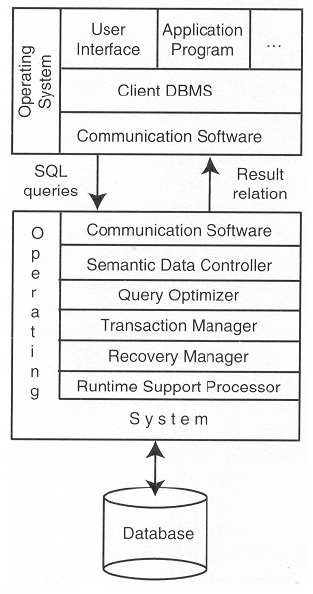 Operating
System
User
Interface
Application
Program
...
Client DBMS
Communication Software
SQL
queries
Result
relation
Operating
Communication Software
Semantic Data Controller
Query Optimizer
Transaction Manager
Recovery Manager
Runtime Support Processor
System
Database